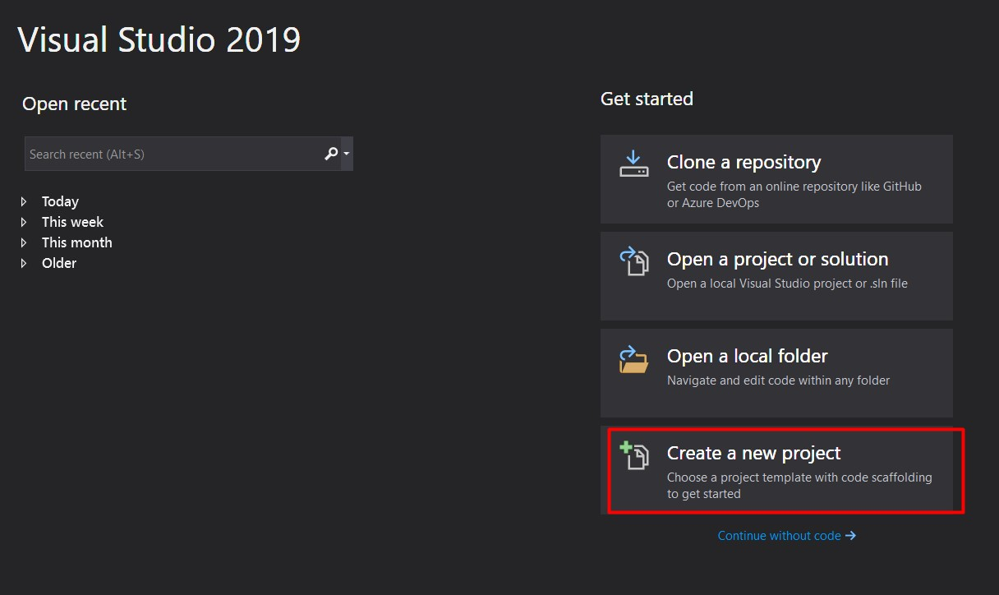 Visual Studio 2019
Open recent
Search recent (Alt+S)
Today
This week
This month
Older
Get started
Clone a repository
Get code from an online repository like GitHub
or Azure DevOps
Open a project or solution
Open a local Visual Studio project or .sln file
Open a local folder
Navigate and edit code within any folder
Create a new project
Choose a project template with code scaffolding
to get started
Continue without code